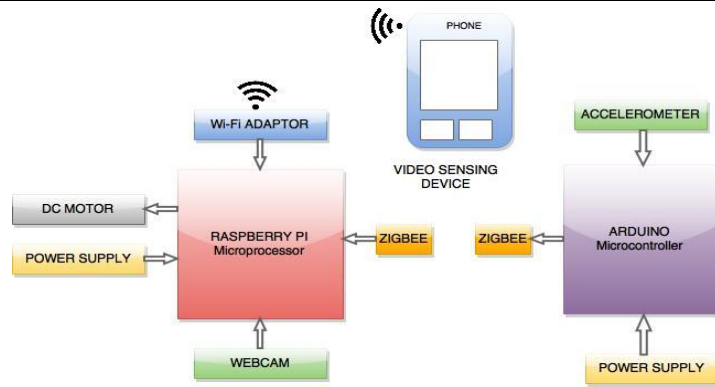 PHONE
Wi-Fi ADAPTOR
ACCELEROMETER
VIDEO SENSING
DEVICE
DC MOTOR
RASPBERRY PI
Microprocessor
ZIGBEE
ZIGBEE
ARDUINO
Microcontroller
POWER SUPPLY
WEBCAM
POWER SUPPLY